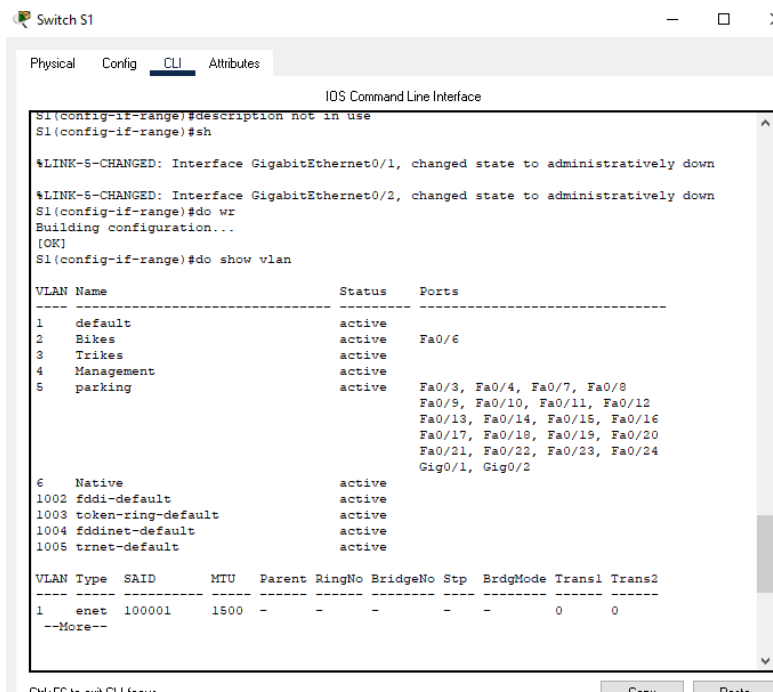 Switch S1
Physical Config CLI Attributes
IOS Command Line Interface
S1(config-if-range)#description not in use
S1(config-if-range)#sh
%LINK-5-CHANGED: Interface GigabitEthernet0/1, changed state to administratively down
%LINK-5-CHANGED: Interface GigabitEthernet0/2, changed state to administratively down
S1(config-if-range)#do wr
Building configuration...
[OK]
S1(config-if-range)#do show vlan
VLAN Name                             Status    Ports
---- -------------------------------- --------- -------------------------------
1    default                          active
2    Bikes                            active    Fa0/6
3    Trikes                           active
4    Management                       active
5    parking                          active    Fa0/3, Fa0/4, Fa0/7, Fa0/8
                                                Fa0/9, Fa0/10, Fa0/11, Fa0/12
                                                Fa0/13, Fa0/14, Fa0/15, Fa0/16
                                                Fa0/17, Fa0/18, Fa0/19, Fa0/20
                                                Fa0/21, Fa0/22, Fa0/23, Fa0/24
                                                Gig0/1, Gig0/2
6    Native                           active
1002 fddi-default                     active
1003 token-ring-default               active
1004 fddinet-default                  active
1005 trnet-default                    active
VLAN Type  SAID       MTU   Parent RingNo BridgeNo Stp  BrdgMode Trans1 Trans2
---- ----- ---------- ----- ------ ------ -------- ---- -------- ------ ------
1    enet  100001     1500  -      -      -        -    -        0      0
--More--
Ctrl+F6 to exit CLI focus
Copy Paste